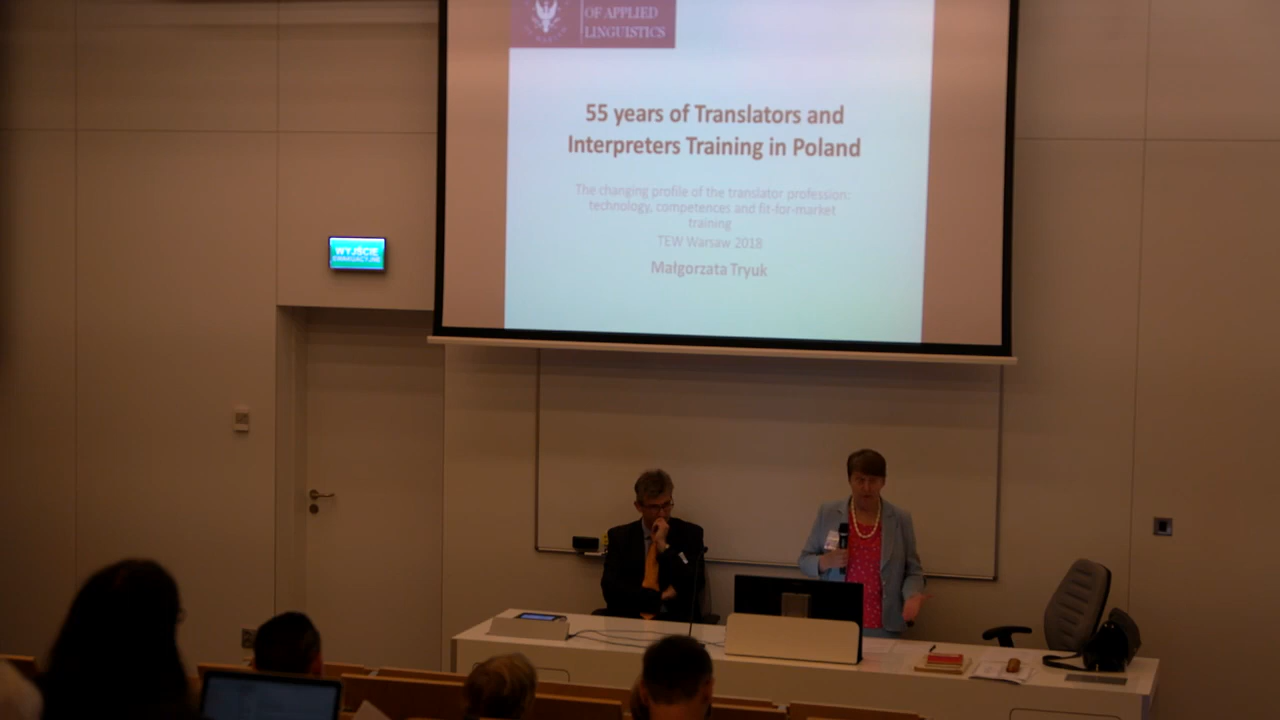 OF APPLIED
LINGUISTICS
55 years of Translators and
Interpreters Training in Poland
The changing profile of the translator profession:
technology, competences and fit-for-market
training
TEW Warsaw 2018
Małgorzata Tryuk
WYJŚCIE
EWAKUACYJNE